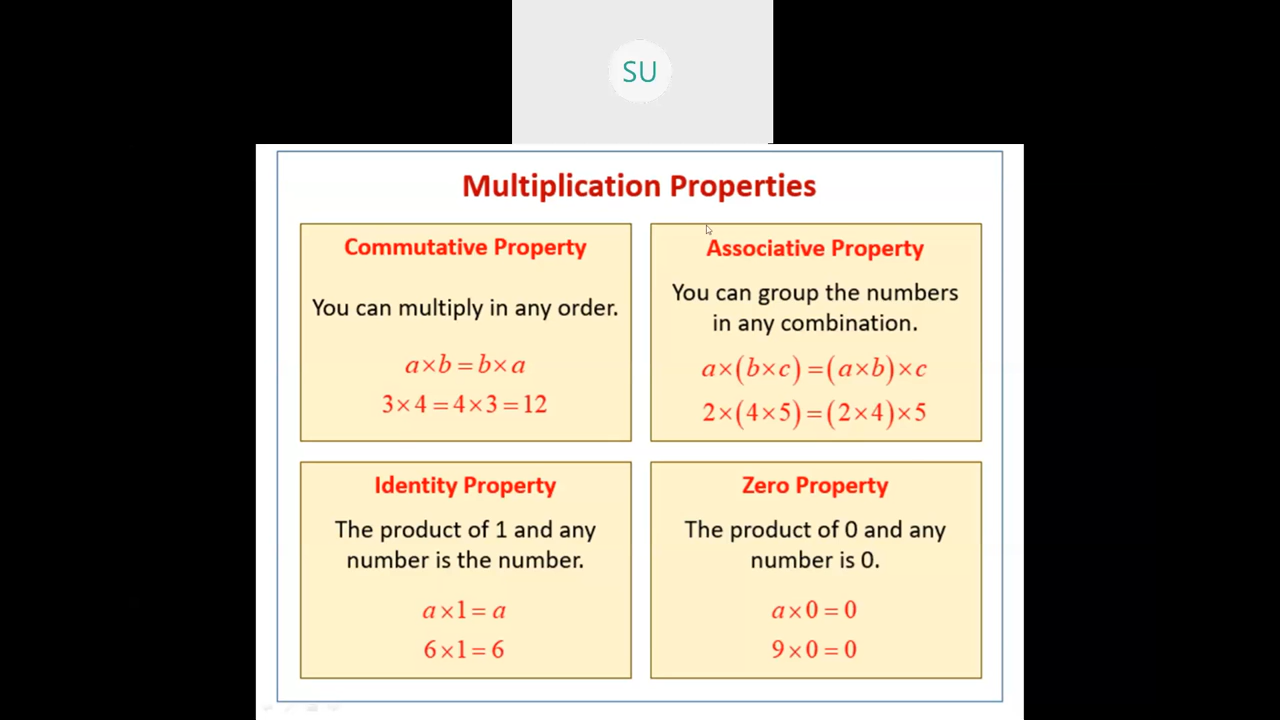 SU
Multiplication Properties
Commutative Property
You can multiply in any order.
a×b=b×a
3×4=4×3=12
Associative Property
You can group the numbers
in any combination.
a×(b×c)=(a×b)×c
2×(4×5)=(2×4)×5
Identity Property
The product of 1 and any
number is the number.
a×1=a
6×1=6
Zero Property
The product of 0 and any
number is 0.
a×0=0
9×0=0